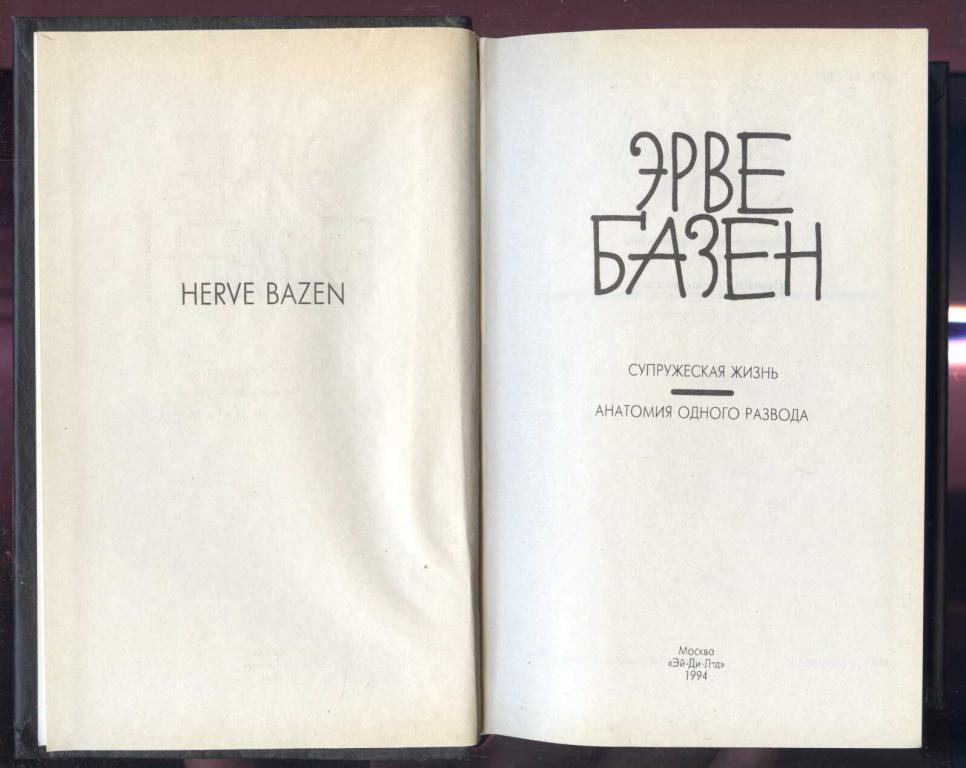 HERVE BAZEN
ЭРВЕ
БАЗЕН
СУПРУЖЕСКАЯ ЖИЗНЬ
АНАТОМИЯ ОДНОГО РАЗВОДА
Москва
«Эй-Ди-Лтд»
1994